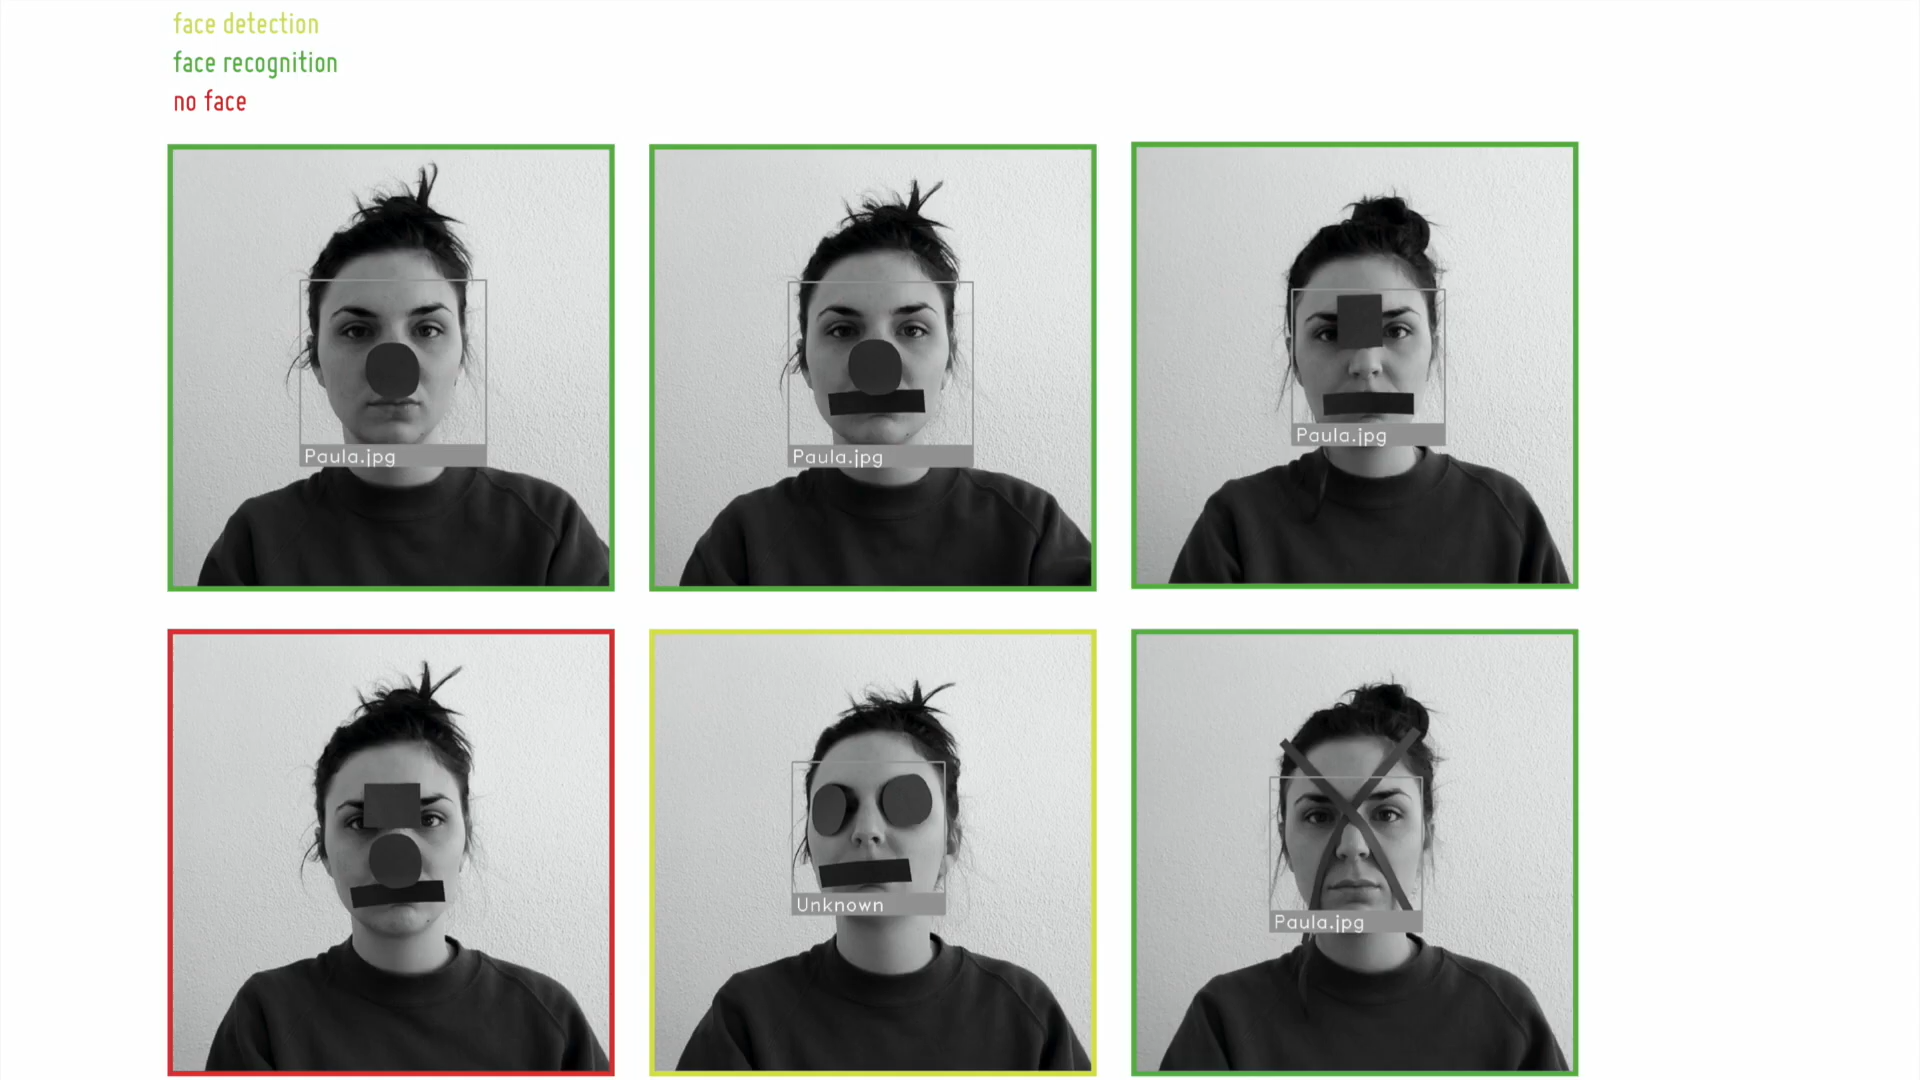 face detection
face recognition
no face
Paula.jpg
Paula.jpg
Paula.jpg
Unknown
Paula.jpg